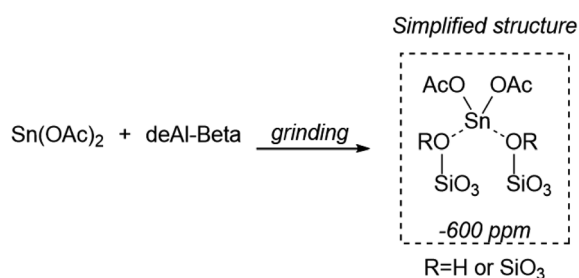 Simplified structure
Sn(OAc)₂ + deAl-Beta grinding
AcO OAc
Sn
RO OR
SiO₃ SiO₃
-600 ppm
R=H or SiO₃